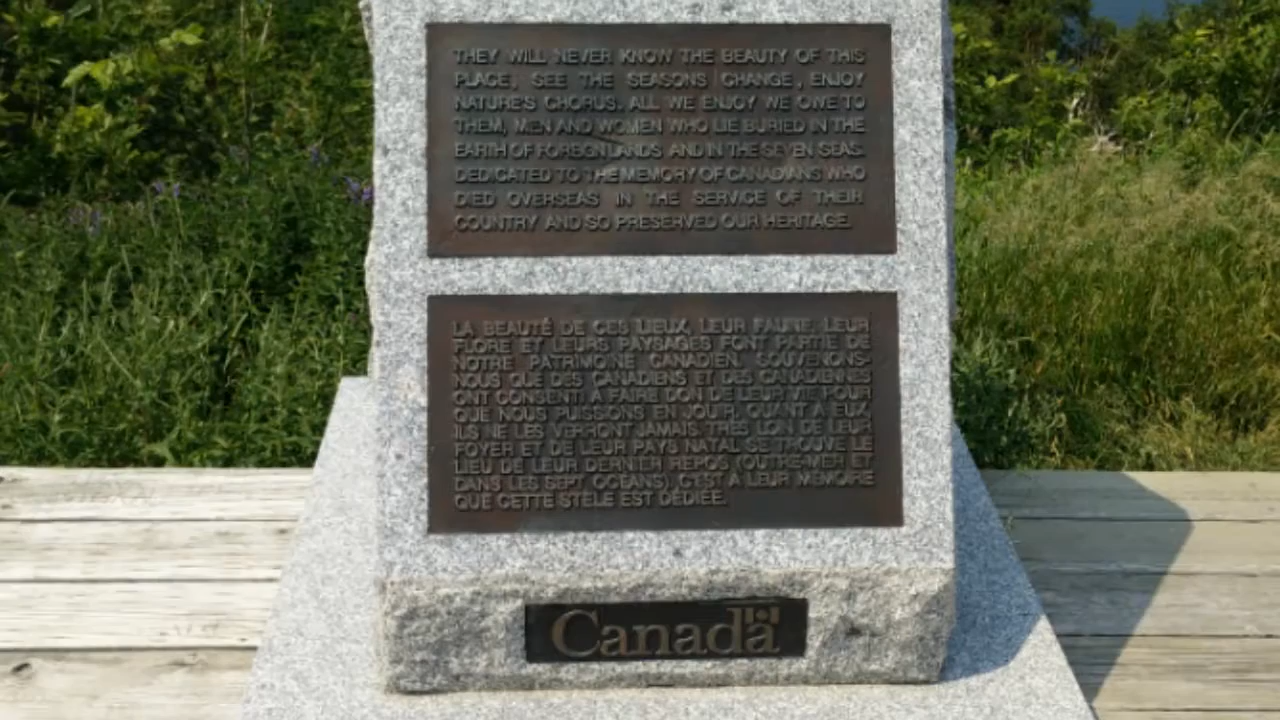 THEY WILL NEVER KNOW THE BEAUTY OF THIS
PLACE, SEE THE SEASONS CHANGE, ENJOY
NATURE'S CHORUS. ALL WE ENJOY WE OWE TO
THEM, MEN AND WOMEN WHO LIE BURIED IN THE
EARTH OF FOREIGN LANDS AND IN THE SEVEN SEAS.
DEDICATED TO THE MEMORY OF CANADIANS WHO
DIED OVERSEAS IN THE SERVICE OF THEIR
COUNTRY AND SO PRESERVED OUR HERITAGE.
LA BEAUTÉ DE CES LIEUX, LEUR FAUNE, LEUR
FLORE ET LEURS PAYSAGES FONT PARTIE DE
NOTRE PATRIMOINE CANADIEN. SOUVENONS-
NOUS QUE DES CANADIENS ET DES CANADIENNES
ONT CONSENTI À FAIRE DON DE LEUR VIE POUR
QUE NOUS PUISSIONS EN JOUIR. QUANT À EUX,
ILS NE LES VERRONT JAMAIS. TRÈS LOIN DE LEUR
FOYER ET DE LEUR PAYS NATAL SE TROUVE LE
LIEU DE LEUR DERNIER REPOS (OUTRE-MER ET
DANS LES SEPT OCÉANS). C'EST À LEUR MÉMOIRE
QUE CETTE STÈLE EST DÉDIÉE.
Canada